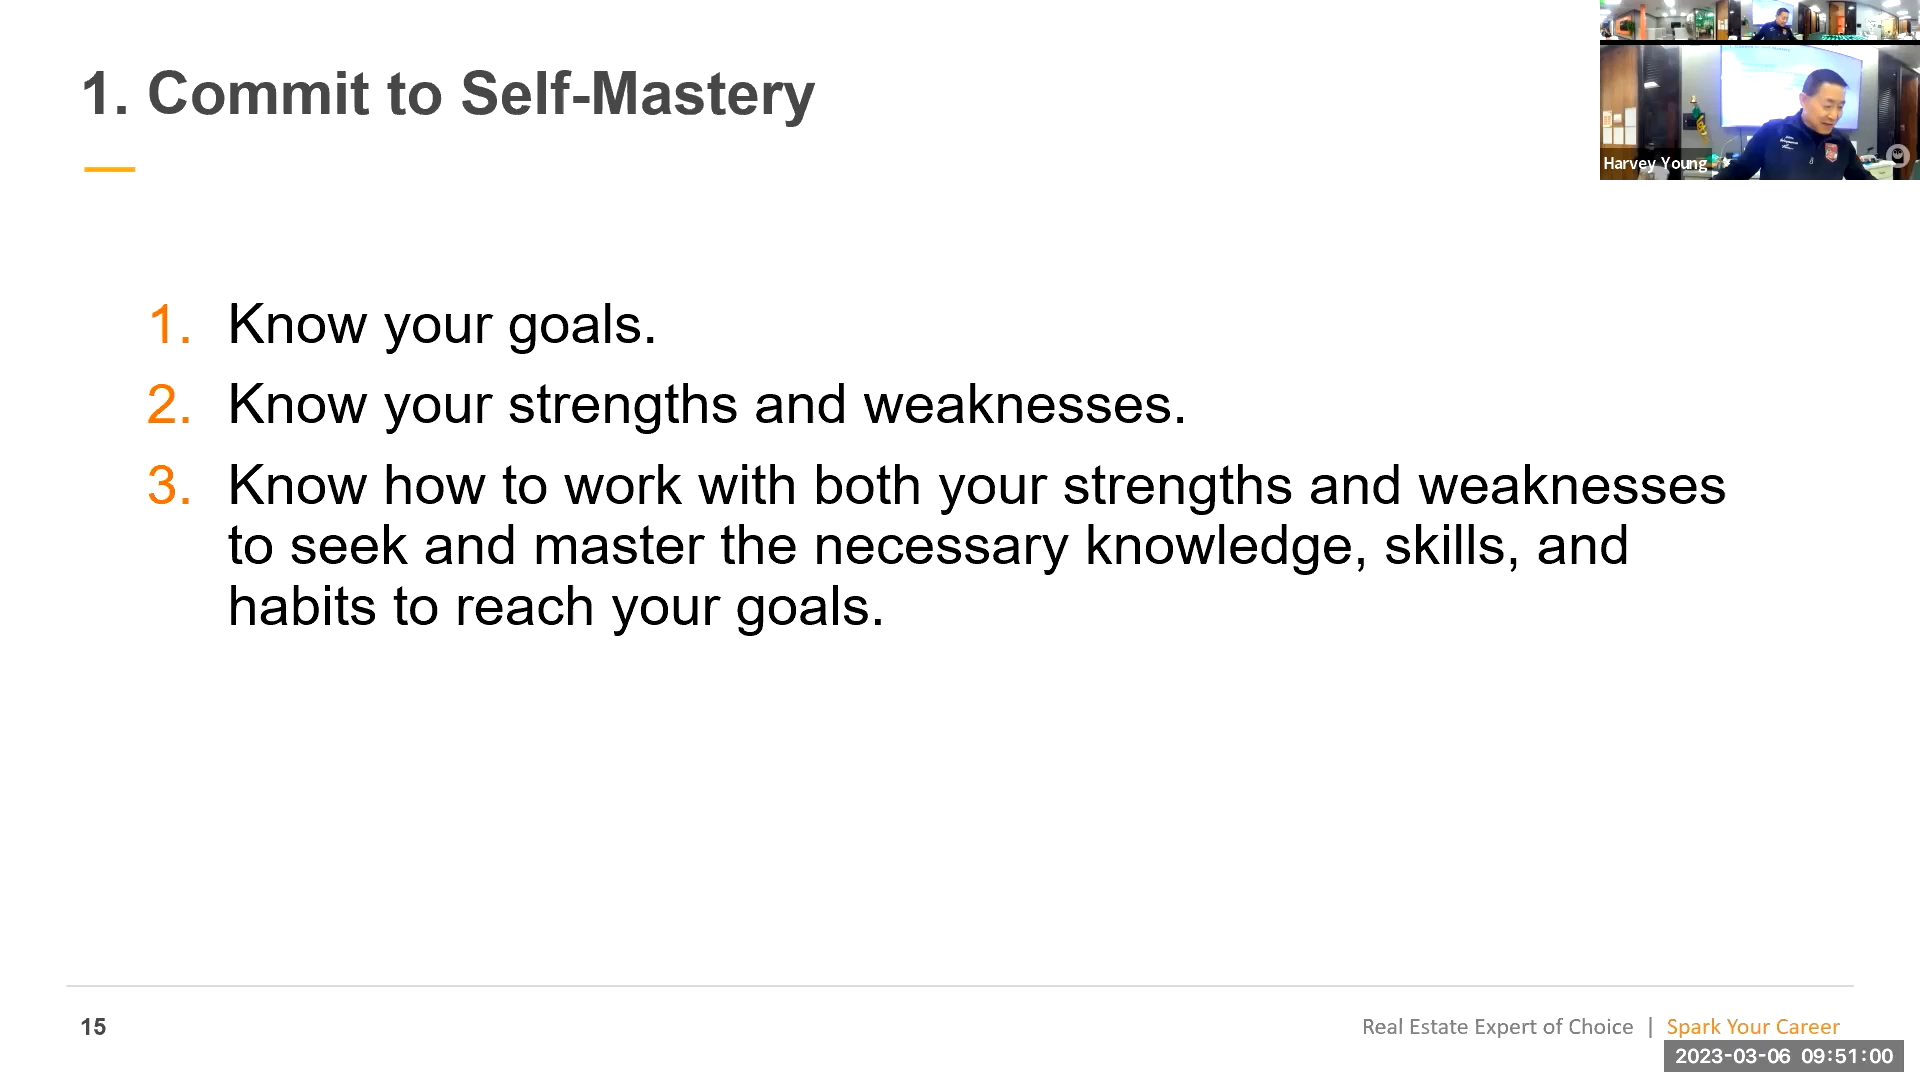 1. Commit to Self-Mastery
Harvey Young
1. Know your goals.
2. Know your strengths and weaknesses.
3. Know how to work with both your strengths and weaknesses
to seek and master the necessary knowledge, skills, and
habits to reach your goals.
15
Real Estate Expert of Choice | Spark Your Career
2023-03-06 09:51:00